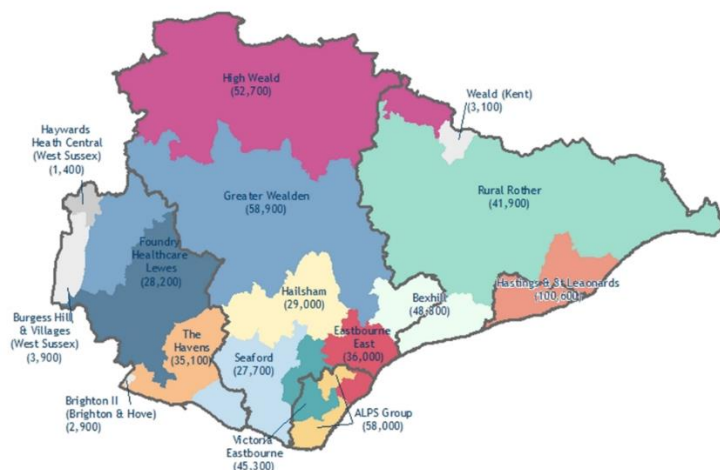 High Weald
(52,700)
Weald (Kent)
(3,100)
Haywards
Heath Central
(West Sussex)
(1,400)
Greater Wealden
(58,900)
Rural Rother
(41,900)
Foundry
Healthcare
Lewes
(28,200)
Hailsham
(29,000)
Bexhill
(48,800)
Hastings & St Leaonards
(100,600)
Burgess Hill
& Villages
(West Sussex)
(3,900)
The
Havens
(35,100)
Eastbourne
East
(36,000)
Seaford
(27,700)
Brighton II
(Brighton & Hove)
(2,900)
ALPS Group
(58,000)
Victoria
Eastbourne
(45,300)